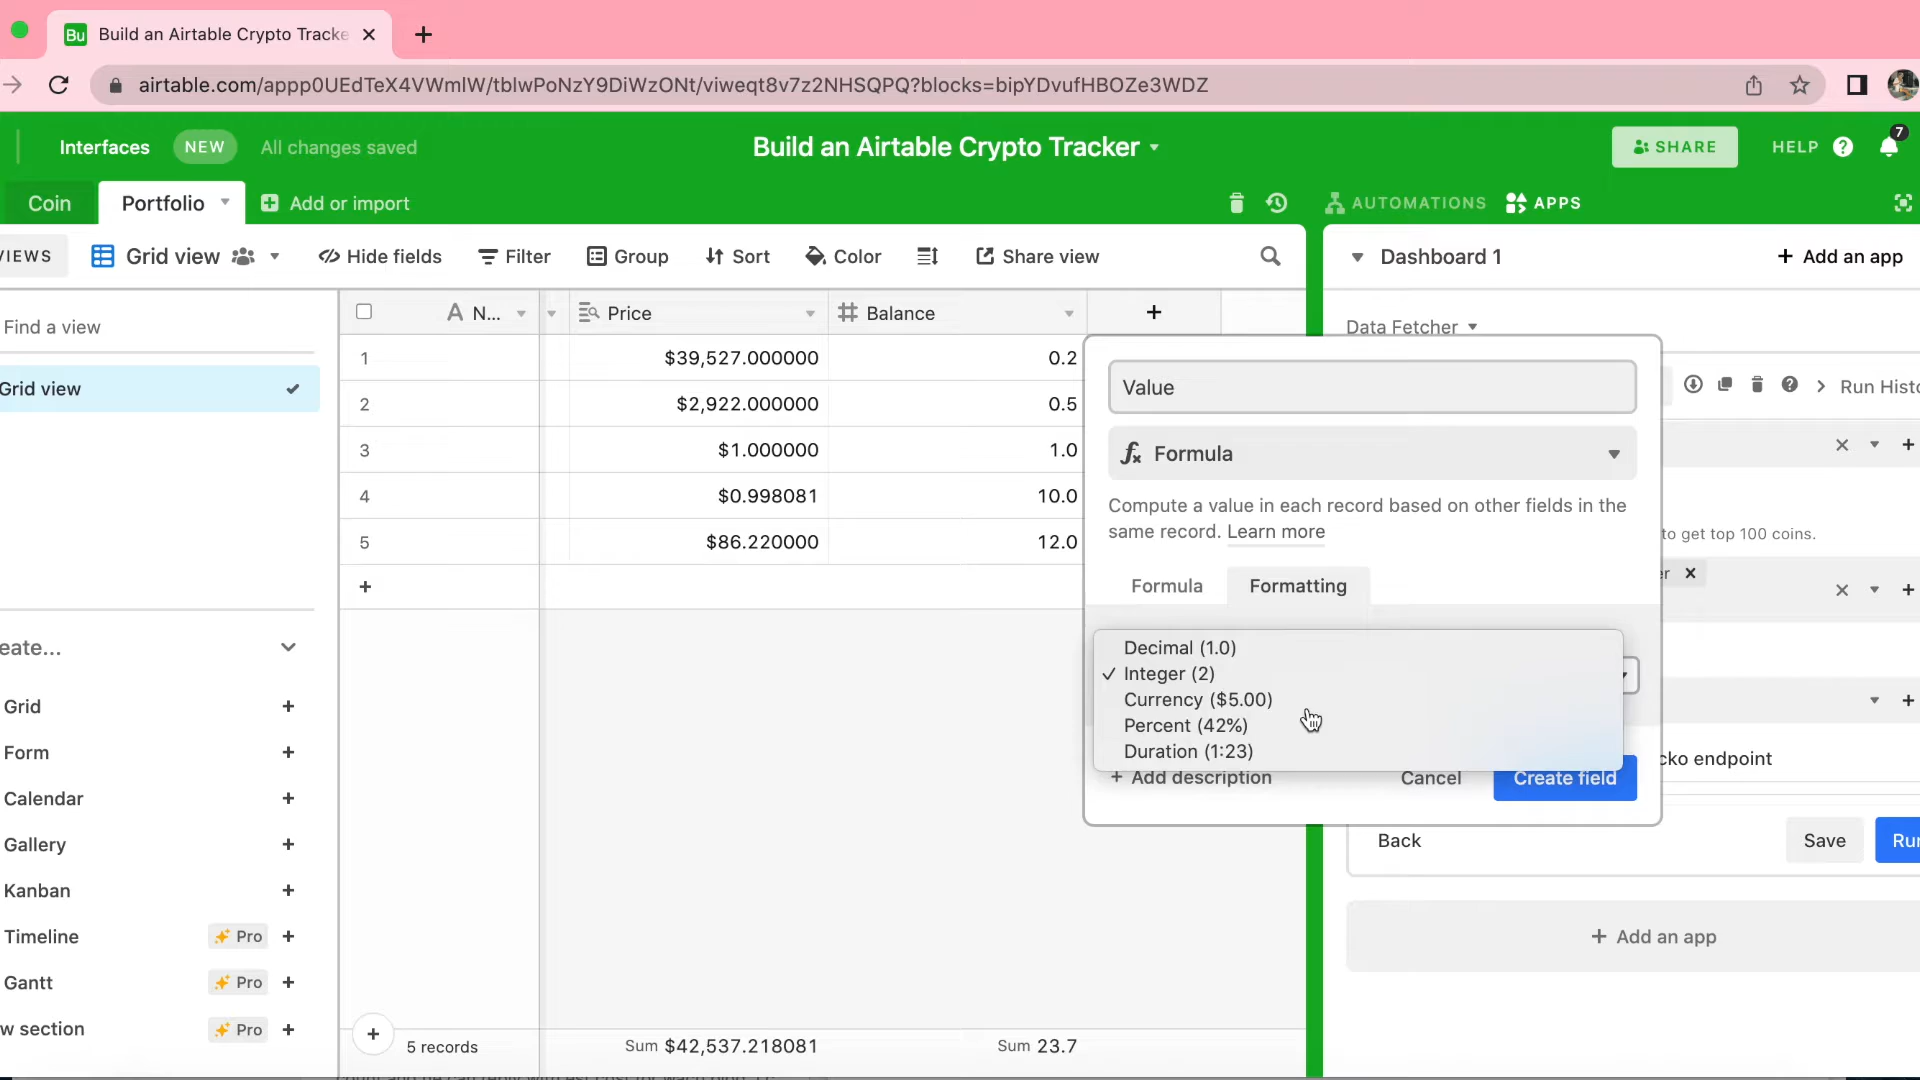 Bu Build an Airtable Crypto Tracke
airtable.com/appp0UEdTeX4VWmlW/tblwPoNzY9DiWzONt/viweqt8v7z2NHSQPQ?blocks=bipYDvufHBOZe3WDZ
Interfaces NEW All changes saved Build an Airtable Crypto Tracker SHARE HELP 7
Coin Portfolio Add or import AUTOMATIONS APPS
VIEWS Grid view Hide fields Filter Group Sort Color Share view Dashboard 1 + Add an app
Find a view A N... Price Balance + Data Fetcher
Grid view
1 $39,527.000000 0.2
2 $2,922.000000 0.5
3 $1.000000 1.0
4 $0.998081 10.0
5 $86.220000 12.0
+
Value
Formula
Compute a value in each record based on other fields in the
same record. Learn more
Formula Formatting
Decimal (1.0)
✓ Integer (2)
Currency ($5.00)
Percent (42%)
Duration (1:23)
+ Add description Cancel Create field
Run Histo
to get top 100 coins.
er
cko endpoint
Back Save Run
+ Add an app
eate...
Grid +
Form +
Calendar +
Gallery +
Kanban +
Timeline Pro +
Gantt Pro +
w section Pro +
+ 5 records Sum $42,537.218081 Sum 23.7